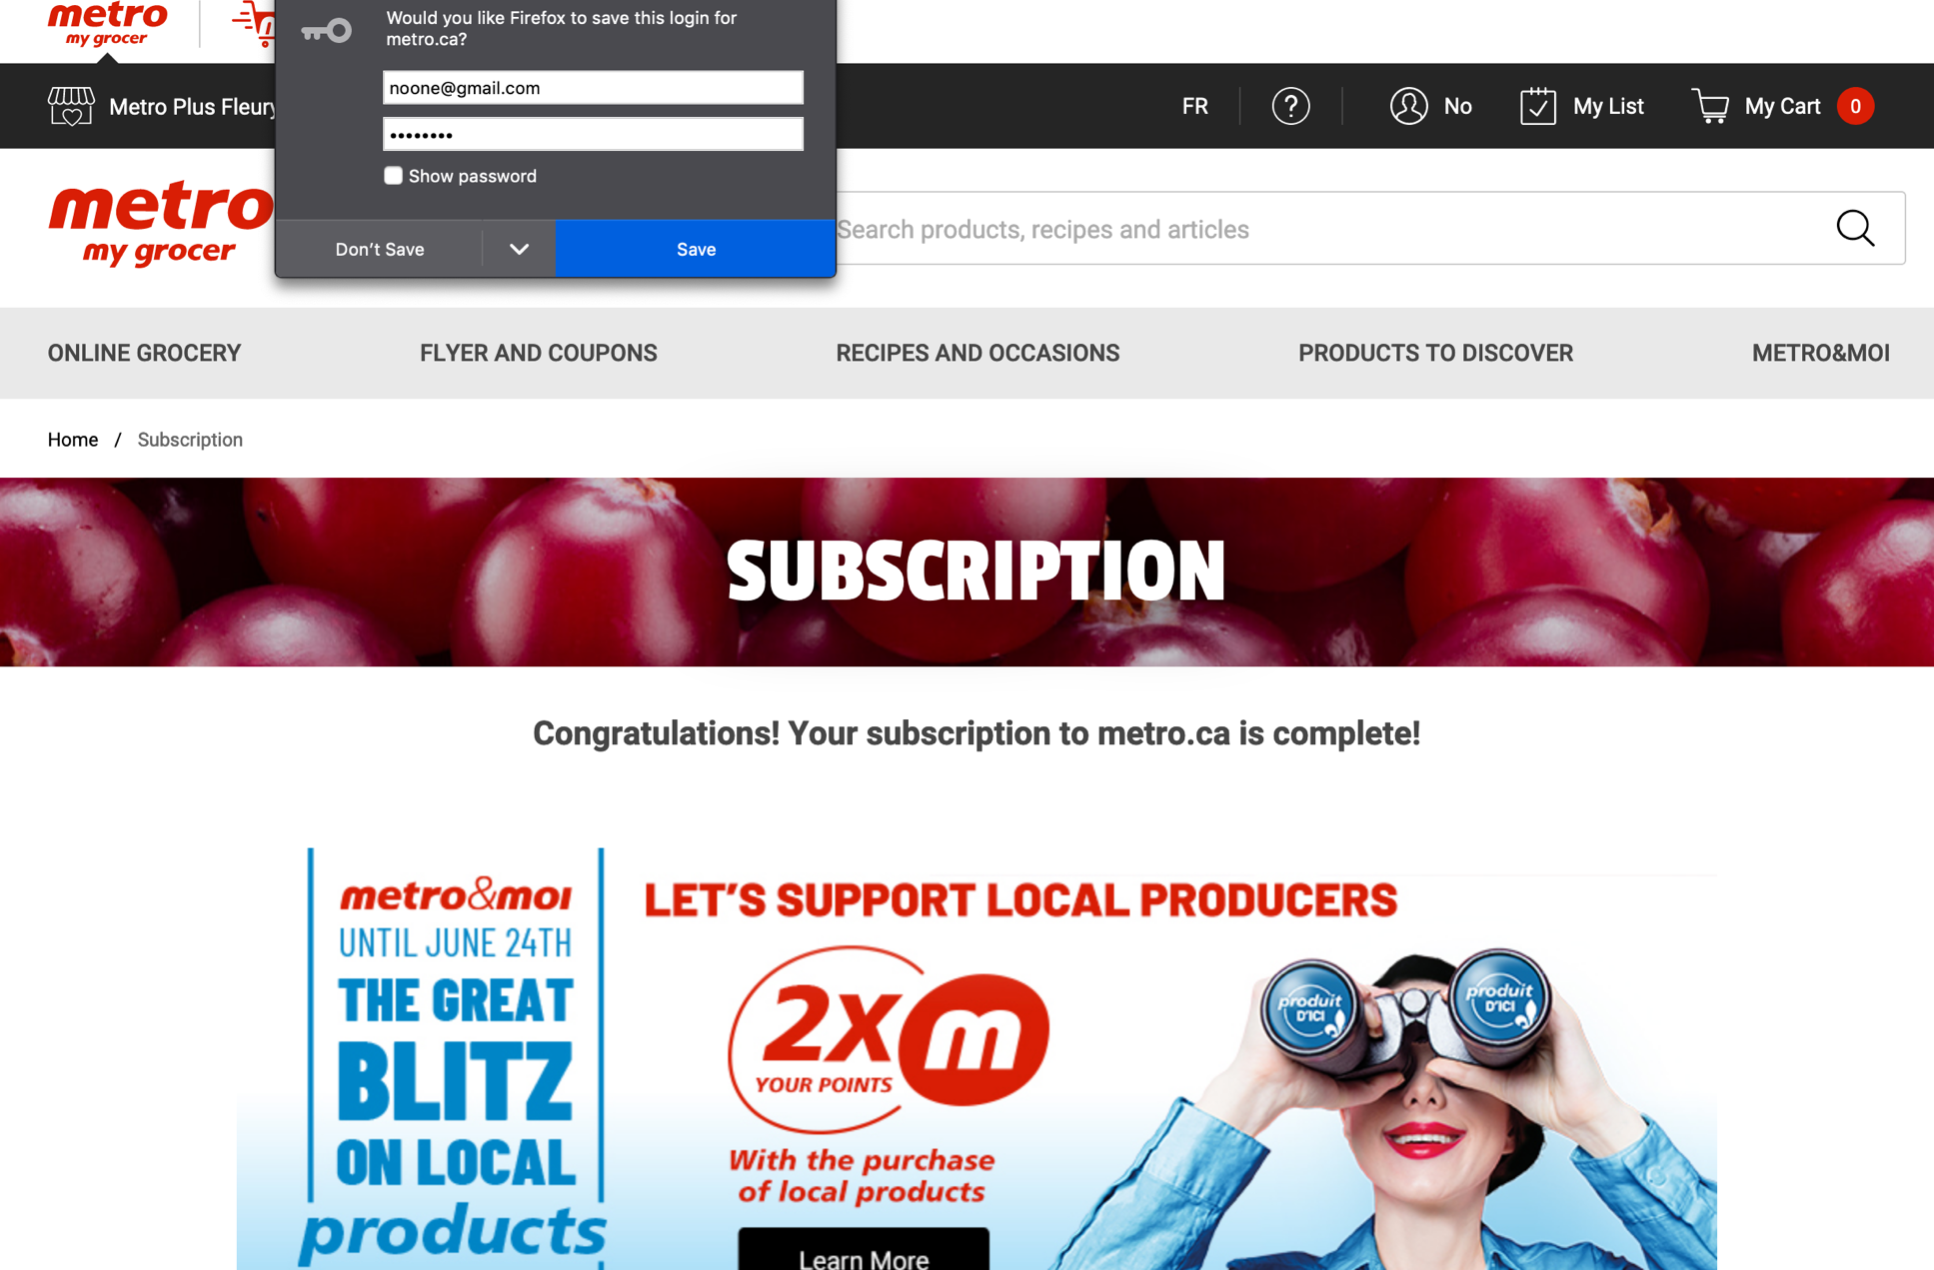 metro
my grocer
Would you like Firefox to save this login for
metro.ca?
noone@gmail.com
••••••••
Show password
Don't Save
Save
Metro Plus Fleury
FR
?
No
My List
My Cart
0
metro
my grocer
Search products, recipes and articles
ONLINE GROCERY
FLYER AND COUPONS
RECIPES AND OCCASIONS
PRODUCTS TO DISCOVER
METRO&MOI
Home / Subscription
SUBSCRIPTION
Congratulations! Your subscription to metro.ca is complete!
metro&moi
UNTIL JUNE 24TH
THE GREAT
BLITZ
ON LOCAL
products
LET'S SUPPORT LOCAL PRODUCERS
2X m
YOUR POINTS
With the purchase
of local products
Learn More
produit
D'ICI
produit
D'ICI